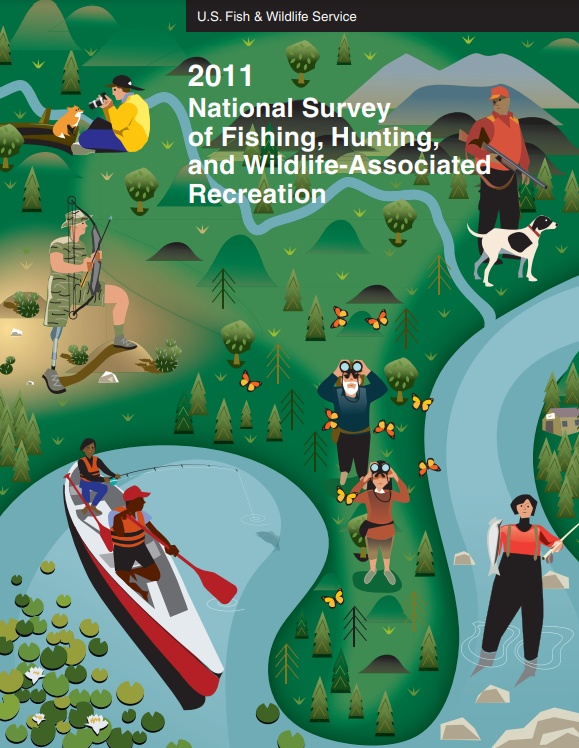 U.S. Fish & Wildlife Service
2011
National Survey
of Fishing, Hunting,
and Wildlife-Associated
Recreation